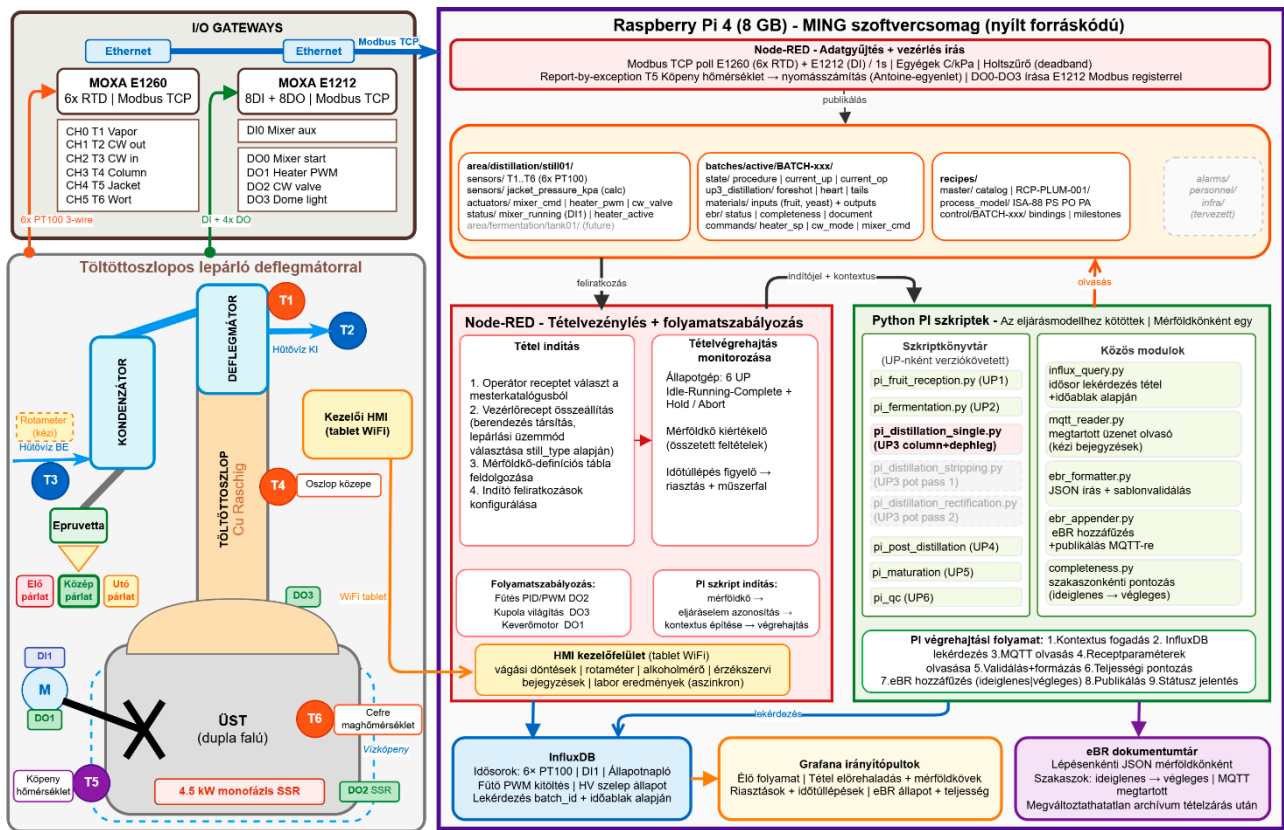 I/O GATEWAYS
Ethernet
Ethernet
Modbus TCP
MOXA E1260
6x RTD | Modbus TCP
MOXA E1212
8DI + 8DO | Modbus TCP
CH0 T1 Vapor
CH1 T2 CW out
CH2 T3 CW in
CH3 T4 Column
CH4 T5 Jacket
CH5 T6 Wort
DI0 Mixer aux
DO0 Mixer start
DO1 Heater PWM
DO2 CW valve
DO3 Dome light
6x PT100 3-wire
DI + 4x DO
Töltöttoszlopos lepárló deflegmátorral
DEFLEGMÁTOR
T1
T2
Hűtővíz KI
KONDENZÁTOR
Rotameter
(kézi)
Hűtővíz BE
T3
TÖLTÖTTOSZLOP
Cu Raschig
T4
Oszlop közepe
Kezelői HMI
(tablet WiFi)
Epruvetta
Elő
párlat
Közép
párlat
Utó
párlat
DO3
WiFi tablet
DI1
M
DO1
ÜST
(dupla falú)
T6
Cefre
maghőmérséklet
Vízköpeny
Köpeny
hőmérséklet
T5
4.5 kW monofázis SSR
DO2 SSR
Raspberry Pi 4 (8 GB) - MING szoftvercsomag (nyílt forráskódú)
Node-RED - Adatgyűjtés + vezérlés írás
Modbus TCP poll E1260 (6x RTD) + E1212 (DI) / 1s | Egyégek C/kPa | Holtszűrő (deadband)
Report-by-exception T5 Köpeny hőmérséklet → nyomásszámítás (Antoine-egyenlet) | DO0-DO3 írása E1212 Modbus registerrel
publikálás
area/distillation/still01/
sensors/ T1..T6 (6x PT100)
sensors/ jacket_pressure_kpa (calc)
actuators/ mixer_cmd | heater_pwm | cw_valve
status/ mixer_running (DI1) | heater_active
area/fermentation/tank01/ (future)
batches/active/BATCH-xxx/
state/ procedure | current_up | current_op
up3_distillation/ foreshot | heart | tails
materials/ inputs (fruit, yeast) + outputs
ebr/ status | completeness | document
commands/ heater_sp | cw_mode | mixer_cmd
recipes/
master/ catalog | RCP-PLUM-001/
process_model/ ISA-88 PS PO PA
control/BATCH-xxx/ bindings | milestones
alarms/
personnel/
infra/
(tervezett)
feliratkozás
indítójel + kontextus
olvasás
Node-RED - Tételvezénylés + folyamatszabályozás
Tétel indítás
1. Operátor receptet választ a
mesterkatalógusból
2. Vezérlőrecept összeállítás
(berendezés társítás,
lepárlási üzemmód
választása still_type alapján)
3. Mérföldkő-definíciós tábla
feldolgozása
4. Indító feliratkozások
konfigurálása
Tételvégrehajtás
monitorozása
Állapotgép: 6 UP
Idle-Running-Complete +
Hold / Abort
Mérföldkő kiértékelő
(összetett feltételek)
Időtúllépés figyelő →
riasztás + műszerfal
Folyamatszabályozás:
Fűtés PID/PWM DO2
Kupola világítás DO3
Keverőmotor DO1
PI szkript indítás:
mérföldkő →
eljáráselem azonosítás →
kontextus építése → végrehajtás
HMI kezelőfelület (tablet WiFi)
vágási döntések | rotaméter | alkoholmérő | érzékszervi
bejegyzések | labor eredmények (aszinkron)
Python PI szkriptek - Az eljárásmodellhez kötöttek | Mérföldkőnként egy
Szkriptkönyvtár
(UP-nként verziókövetett)
pi_fruit_reception.py (UP1)
pi_fermentation.py (UP2)
pi_distillation_single.py
(UP3 column+dephleg)
pi_distillation_stripping.py
(UP3 pot pass 1)
pi_distillation_rectification.py
(UP3 pot pass 2)
pi_post_distillation (UP4)
pi_maturation (UP5)
pi_qc (UP6)
Közös modulok
influx_query.py
idősor lekérdezés tétel
+időablak alapján
mqtt_reader.py
megtartott üzenet olvasó
(kézi bejegyzések)
ebr_formatter.py
JSON írás + sablonvalidálás
ebr_appender.py
eBR hozzáfűzés
+publikálás MQTT-re
completeness.py
szakaszonkénti pontozás
(ideiglenes → végleges)
PI végrehajtási folyamat: 1.Kontextus fogadás 2. InfluxDB
lekérdezés 3.MQTT olvasás 4.Receptparaméterek
olvasása 5.Validálás+formázás 6.Teljességi pontozás
7.eBR hozzáfűzés (ideiglenes|végleges) 8.Publikálás 9.Státusz jelentés
lekérdezés
InfluxDB
Idősorok: 6× PT100 | DI1 | Állapotnapló
Fűtő PWM kitöltés | HV szelep állapot
Lekérdezés batch_id + időablak alapján
Grafana irányítópultok
Élő folyamat | Tétel előrehaladás + mérföldkövek
Riasztások + időtúllépések | eBR állapot + teljesség
eBR dokumentumtár
Lépésenkénti JSON mérföldkőnként
Szakaszok: ideiglenes → végleges | MQTT
megtartott
Megváltoztathatatlan archívum tételzárás után